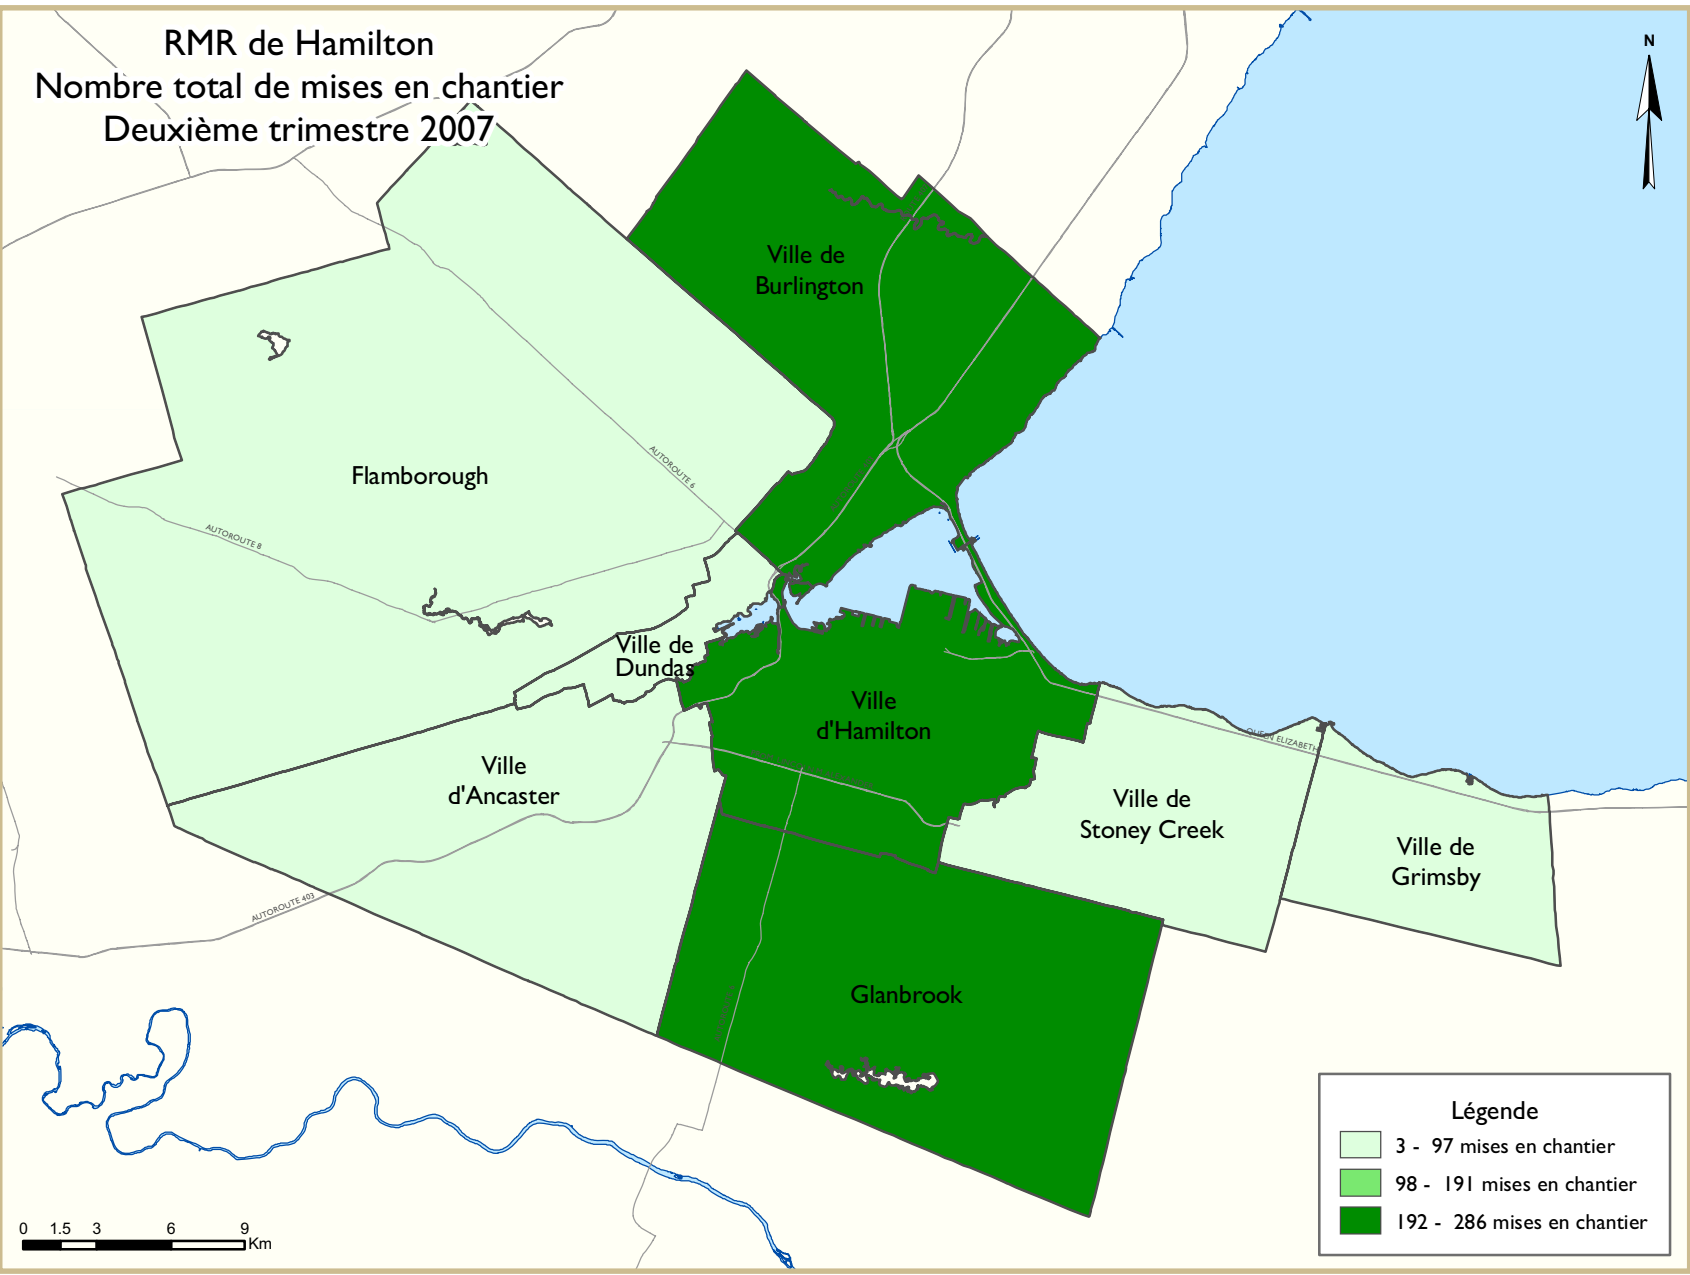 RMR de Hamilton
Nombre total de mises en chantier
Deuxième trimestre 2007
N
Ville de
Burlington
Flamborough
AUTOROUTE 6
AUTOROUTE 8
Ville de
Dundas
Ville
d'Hamilton
Ville
d'Ancaster
QUEEN ELIZABETH
Ville de
Stoney Creek
Ville de
Grimsby
AUTOROUTE 403
Glanbrook
Légende
3 - 97 mises en chantier
98 - 191 mises en chantier
192 - 286 mises en chantier
0 1.5 3 6 9
Km